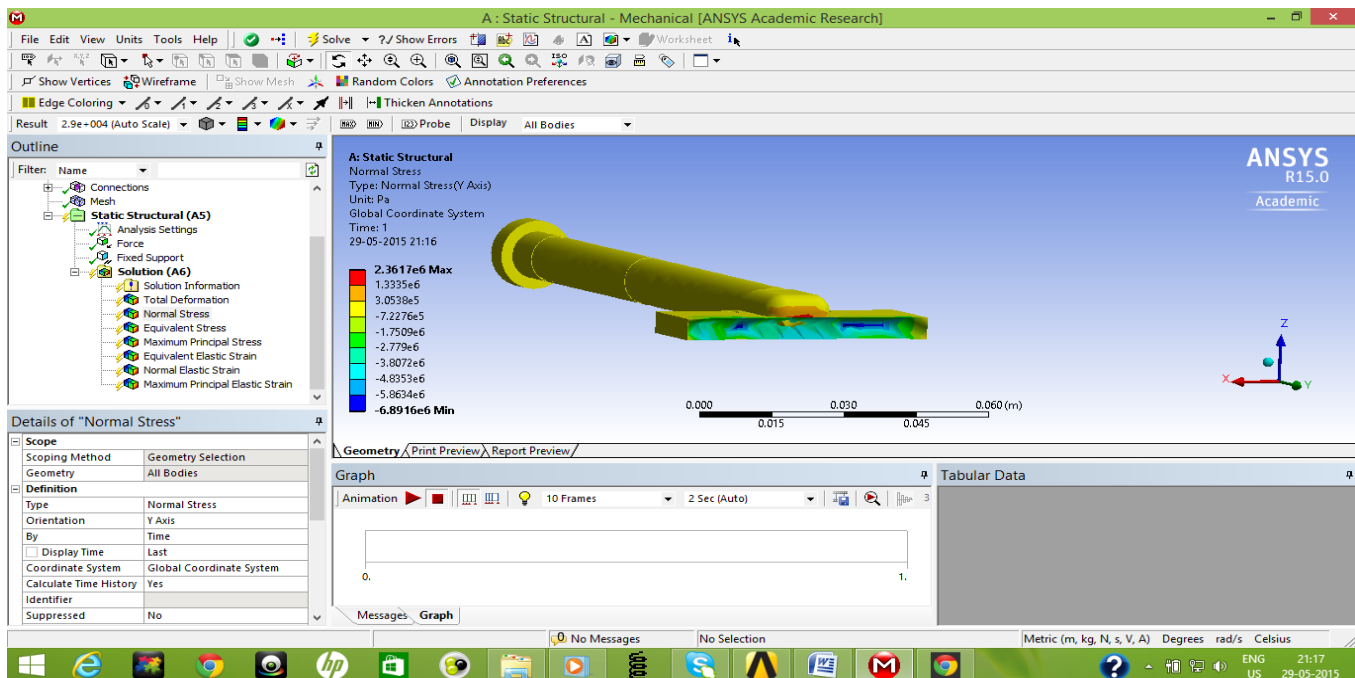 A : Static Structural - Mechanical [ANSYS Academic Research]
File Edit View Units Tools Help Solve ?./ Show Errors Worksheet
Show Vertices Wireframe Show Mesh Random Colors Annotation Preferences
Edge Coloring Thicken Annotations
Result 2.9e+004 (Auto Scale) MAX MIN Probe Display All Bodies
Outline
Filter: Name
Connections
Mesh
Static Structural (A5)
Analysis Settings
Force
Fixed Support
Solution (A6)
Solution Information
Total Deformation
Normal Stress
Equivalent Stress
Maximum Principal Stress
Equivalent Elastic Strain
Normal Elastic Strain
Maximum Principal Elastic Strain
Details of "Normal Stress"
Scope
Scoping Method Geometry Selection
Geometry All Bodies
Definition
Type Normal Stress
Orientation Y Axis
By Time
Display Time Last
Coordinate System Global Coordinate System
Calculate Time History Yes
Identifier
Suppressed No
A: Static Structural
Normal Stress
Type: Normal Stress(Y Axis)
Unit: Pa
Global Coordinate System
Time: 1
29-05-2015 21:16
2.3617e6 Max
1.3335e6
3.0538e5
-7.2276e5
-1.7509e6
-2.779e6
-3.8072e6
-4.8353e6
-5.8634e6
-6.8916e6 Min
ANSYS
R15.0
Academic
Z
X
Y
0.000 0.030 0.060 (m)
0.015 0.045
Geometry Print Preview Report Preview
Graph
Animation 10 Frames 2 Sec (Auto) 3
0. 1.
Messages Graph
Tabular Data
0 No Messages No Selection Metric (m, kg, N, s, V, A) Degrees rad/s Celsius
ENG 21:17
US 29-05-2015